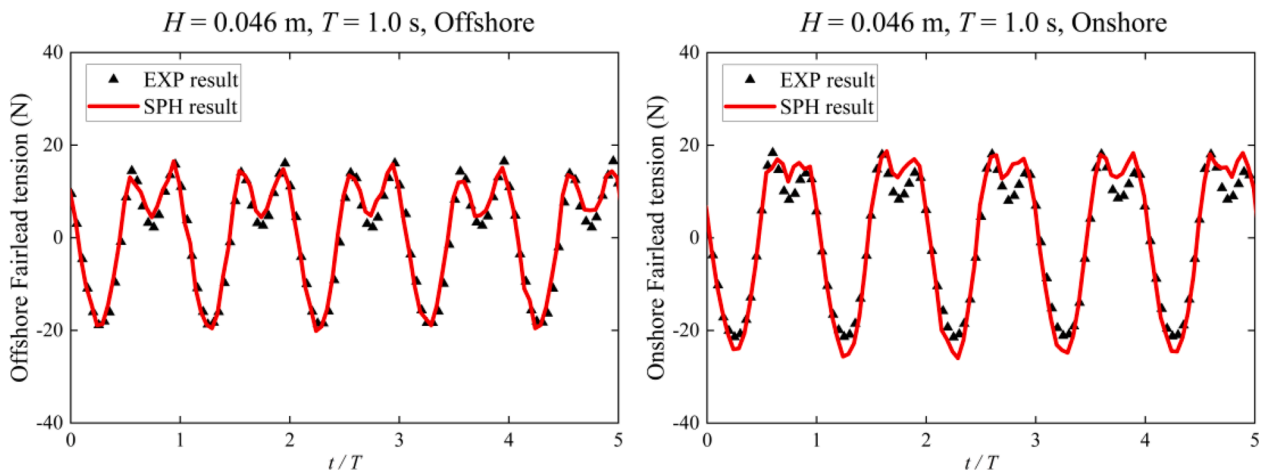 H = 0.046 m, T = 1.0 s, Offshore
Offshore Fairlead tension (N)
40
20
0
-20
-40
EXP result
SPH result
0 1 2 3 4 5
t / T
H = 0.046 m, T = 1.0 s, Onshore
Onshore Fairlead tension (N)
40
20
0
-20
-40
EXP result
SPH result
0 1 2 3 4 5
t / T